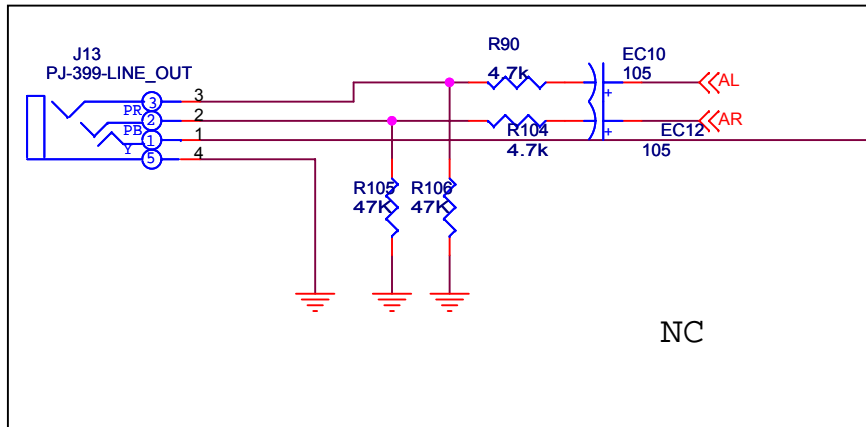 J13
PJ-399-LINE_OUT
R90
4.7k
EC10
105
AL
3
3
PR
2
2
PB
1
1
Y
5
4
+
AR
R104
4.7k
+
EC12
105
R105
47K
R106
47K
NC